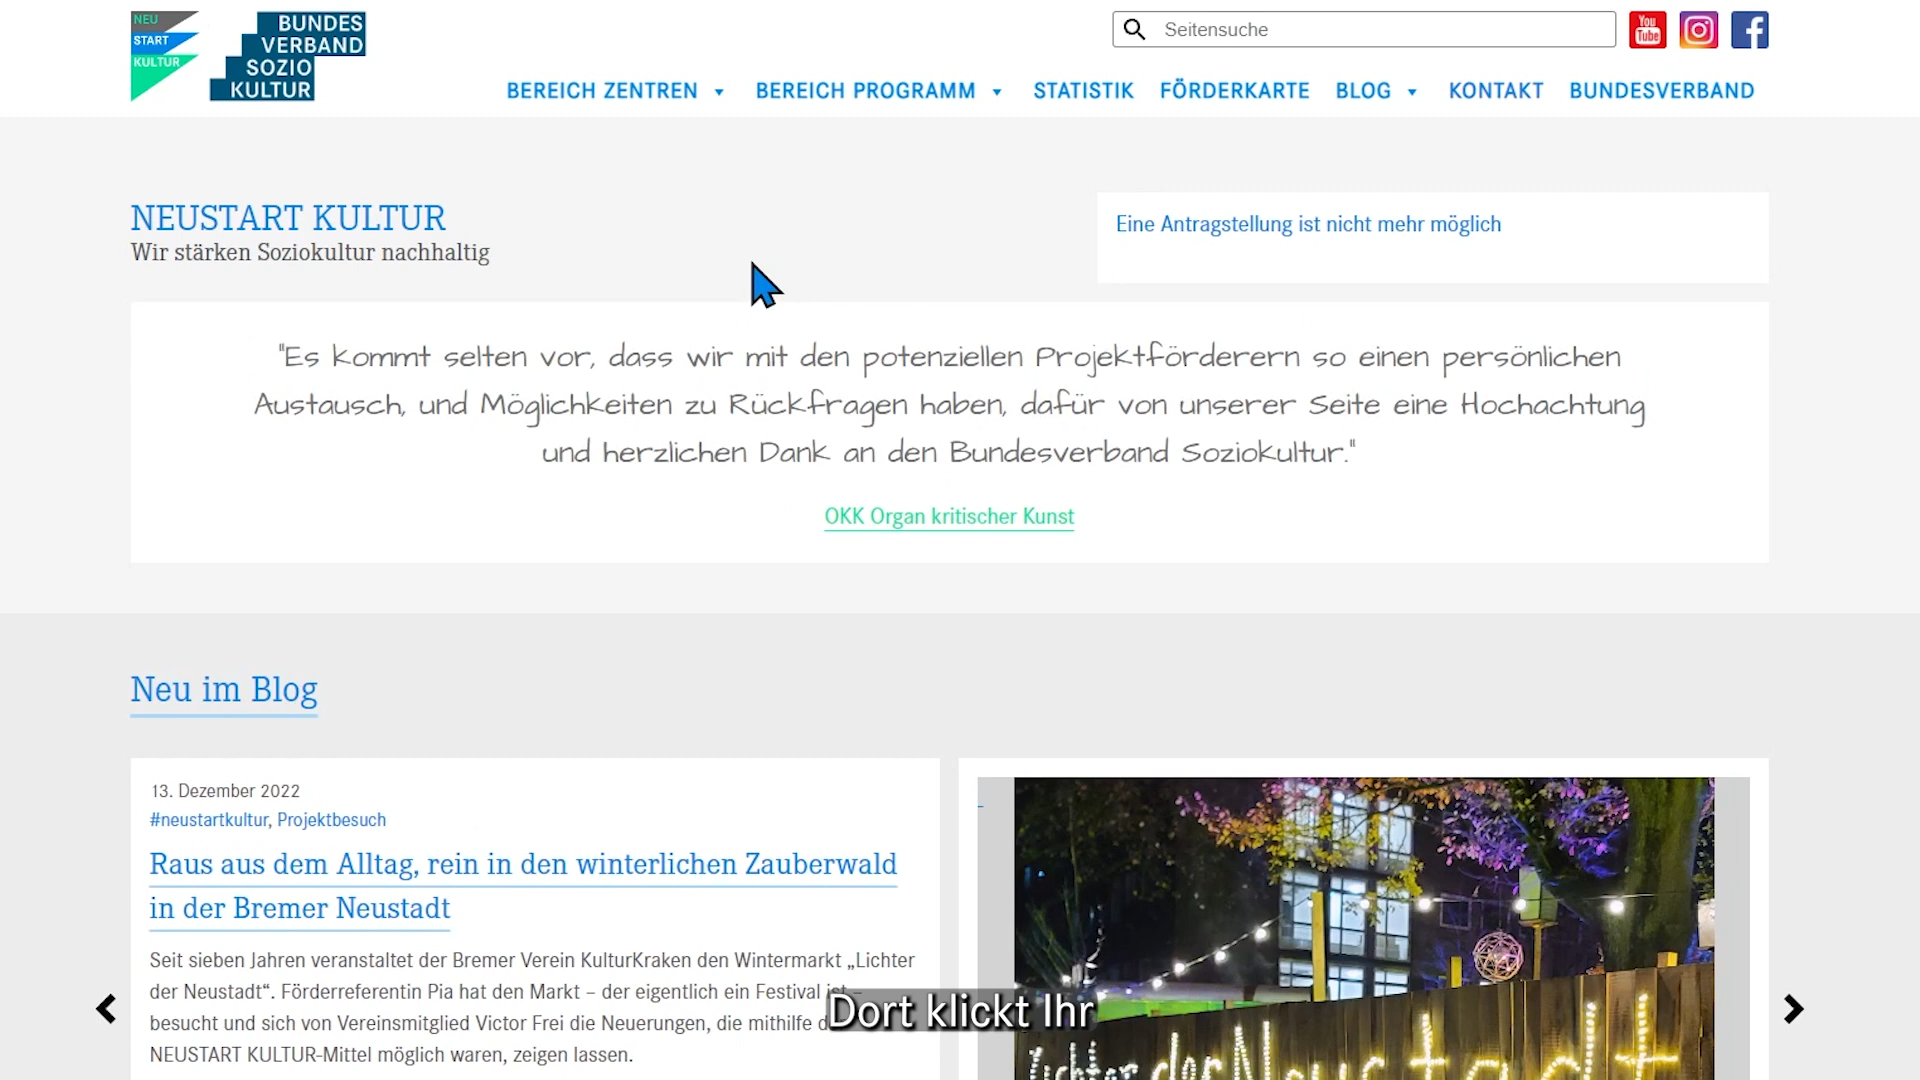 NEU
START
KULTUR
BUNDES
VERBAND
SOZIO
KULTUR
Seitensuche
You
Tube
BEREICH ZENTREN
BEREICH PROGRAMM
STATISTIK
FÖRDERKARTE
BLOG
KONTAKT
BUNDESVERBAND
NEUSTART KULTUR
Wir stärken Soziokultur nachhaltig
Eine Antragstellung ist nicht mehr möglich
"Es kommt selten vor, dass wir mit den potenziellen Projektförderern so einen persönlichen
Austausch, und Möglichkeiten zu Rückfragen haben, dafür von unserer Seite eine Hochachtung
und herzlichen Dank an den Bundesverband Soziokultur."
OKK Organ kritischer Kunst
Neu im Blog
13. Dezember 2022
#neustartkultur, Projektbesuch
Raus aus dem Alltag, rein in den winterlichen Zauberwald
in der Bremer Neustadt
Seit sieben Jahren veranstaltet der Bremer Verein KulturKraken den Wintermarkt „Lichter
der Neustadt“. Förderreferentin Pia hat den Markt – der eigentlich ein Festival ist –
besucht und sich von Vereinsmitglied Victor Frei die Neuerungen, die mithilfe
NEUSTART KULTUR-Mittel möglich waren, zeigen lassen.
Lichter der Neustadt
Dort klickt Ihr